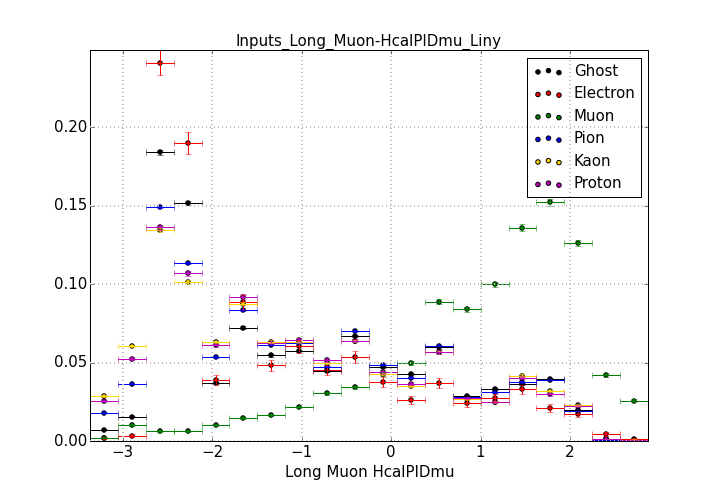 Inputs_Long_Muon-HcalPIDmu_Liny
Ghost
Electron
Muon
Pion
Kaon
Proton
0.20
0.15
0.10
0.05
0.00
−3 −2 −1 0 1 2
Long Muon HcalPIDmu